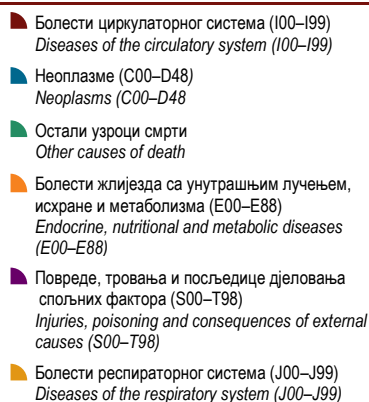 Болести циркулаторног система (I00–I99)
Diseases of the circulatory system (I00–I99)
Неоплазме (C00–D48)
Neoplasms (C00–D48
Остали узроци смрти
Other causes of death
Болести жлијезда са унутрашњим лучењем,
исхране и метаболизма (E00–E88)
Endocrine, nutritional and metabolic diseases
(E00–E88)
Повреде, тровања и посљедице дјеловања
спољних фактора (S00–T98)
Injuries, poisoning and consequences of external
causes (S00–T98)
Болести респираторног система (J00–J99)
Diseases of the respiratory system (J00–J99)